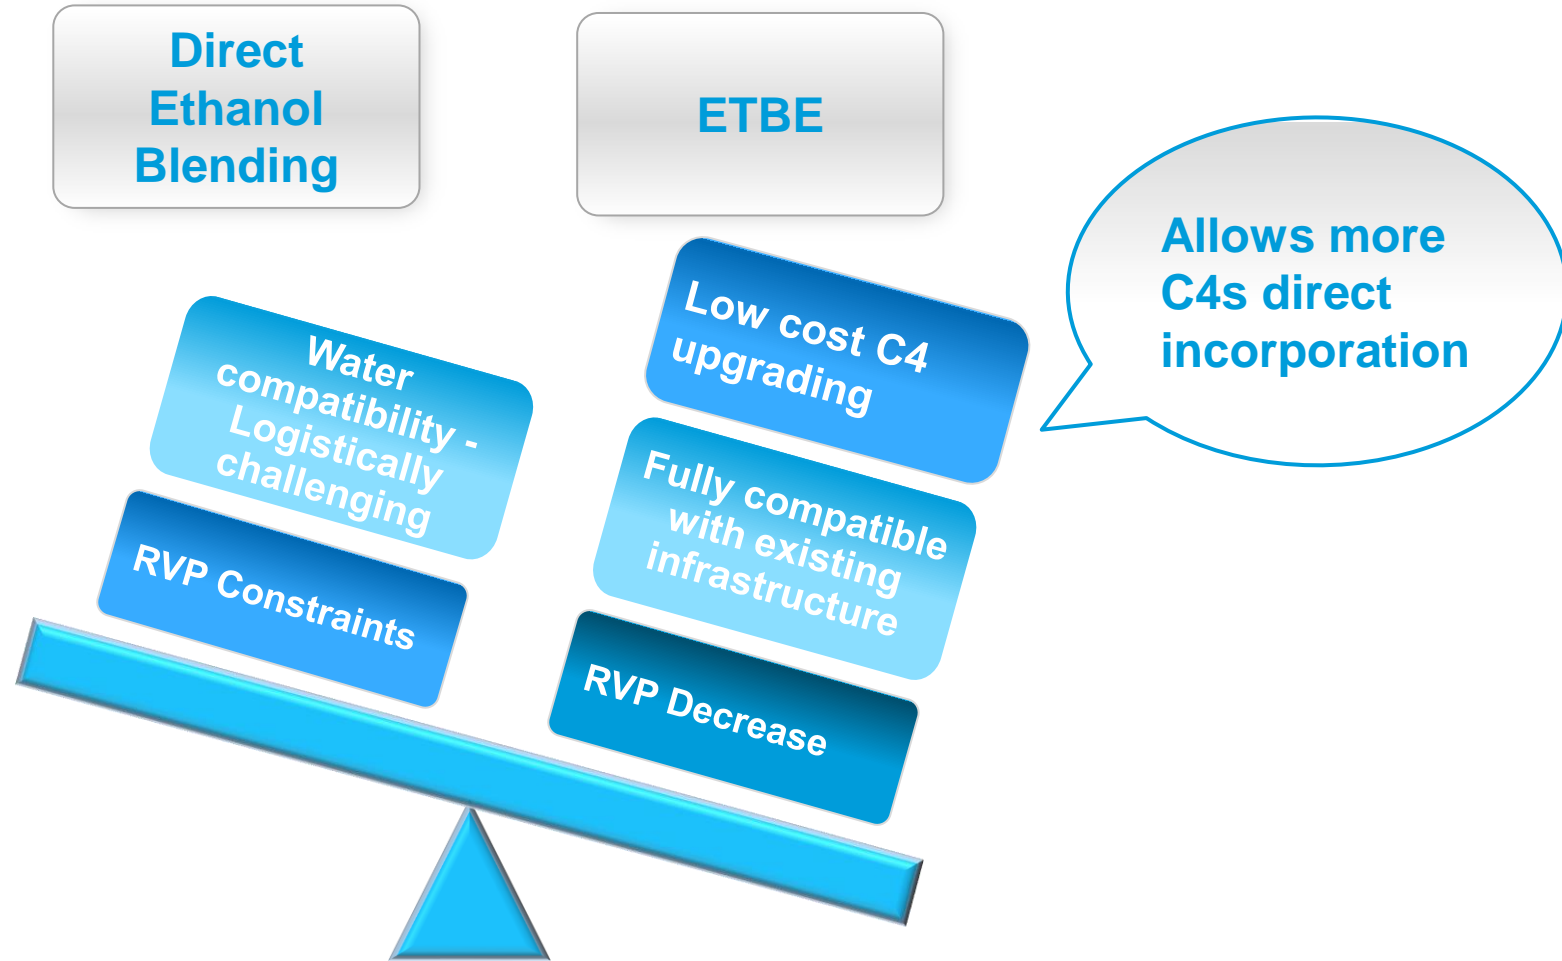 Direct
Ethanol
Blending
ETBE
Water
compatibility -
Logistically
challenging
RVP Constraints
Low cost C4
upgrading
Fully compatible
with existing
infrastructure
RVP Decrease
Allows more
C4s direct
incorporation